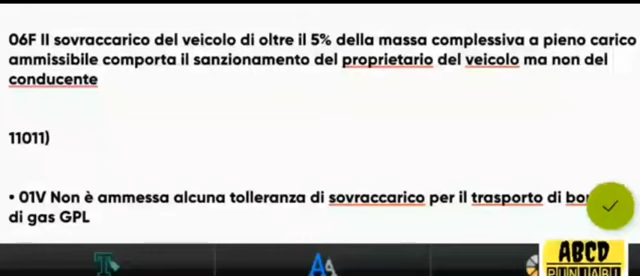 06F Il sovraccarico del veicolo di oltre il 5% della massa complessiva a pieno carico
ammissibile comporta il sanzionamento del proprietario del veicolo ma non del
conducente
11011)
• 01V Non è ammessa alcuna tolleranza di sovraccarico per il trasporto di
di gas GPL
ABCD
PUNJABI